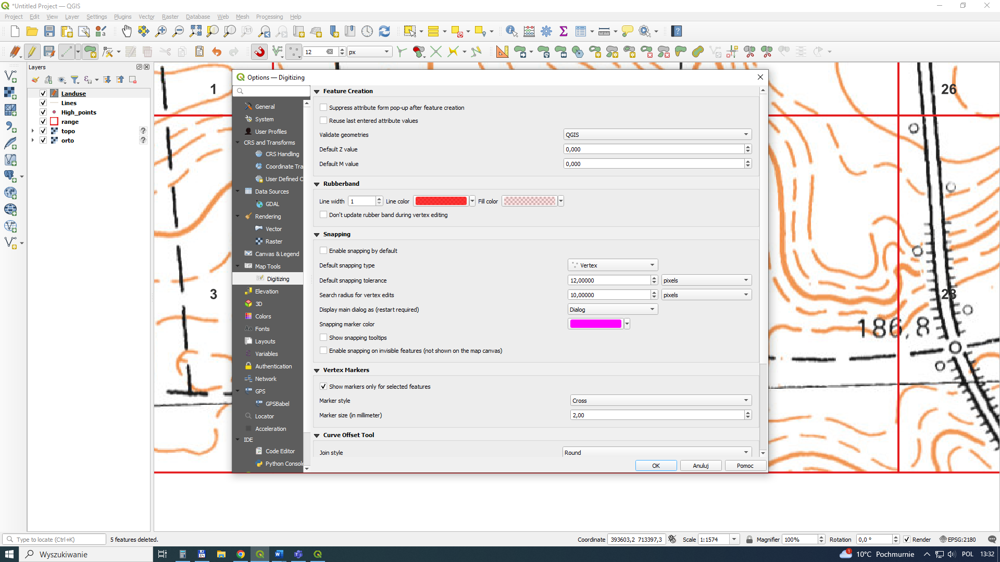 *Untitled Project — QGIS
Project Edit View Layer Settings Plugins Vector Raster Database Web Mesh Processing Help
12 px
Layers
Landuse
Lines
High_points
range
topo
orto
1
3
26
28
186,8
Options — Digitizing
General
System
User Profiles
CRS and Transforms
CRS Handling
Coordinate Tra
User Defined C
Data Sources
GDAL
Rendering
Vector
Raster
Canvas & Legend
Map Tools
Digitizing
Elevation
3D
Colors
Fonts
Layouts
Variables
Authentication
Network
GPS
GPSBabel
Locator
Acceleration
IDE
Code Editor
Python Console
Feature Creation
Suppress attribute form pop-up after feature creation
Reuse last entered attribute values
Validate geometries QGIS
Default Z value 0,000
Default M value 0,000
Rubberband
Line width 1 Line color Fill color
Don't update rubber band during vertex editing
Snapping
Enable snapping by default
Default snapping type Vertex
Default snapping tolerance 12,00000 pixels
Search radius for vertex edits 10,00000 pixels
Display main dialog as (restart required) Dialog
Snapping marker color
Show snapping tooltips
Enable snapping on invisible features (not shown on the map canvas)
Vertex Markers
Show markers only for selected features
Marker style Cross
Marker size (in millimeter) 2,00
Curve Offset Tool
Join style Round
OK Anuluj Pomoc
Type to locate (Ctrl+K) 5 features deleted. Coordinate 393603,2 713397,3 Scale 1:1574 Magnifier 100% Rotation 0,0 ° Render EPSG:2180
Wyszukiwanie 1 10°C Pochmurnie POL 13:32